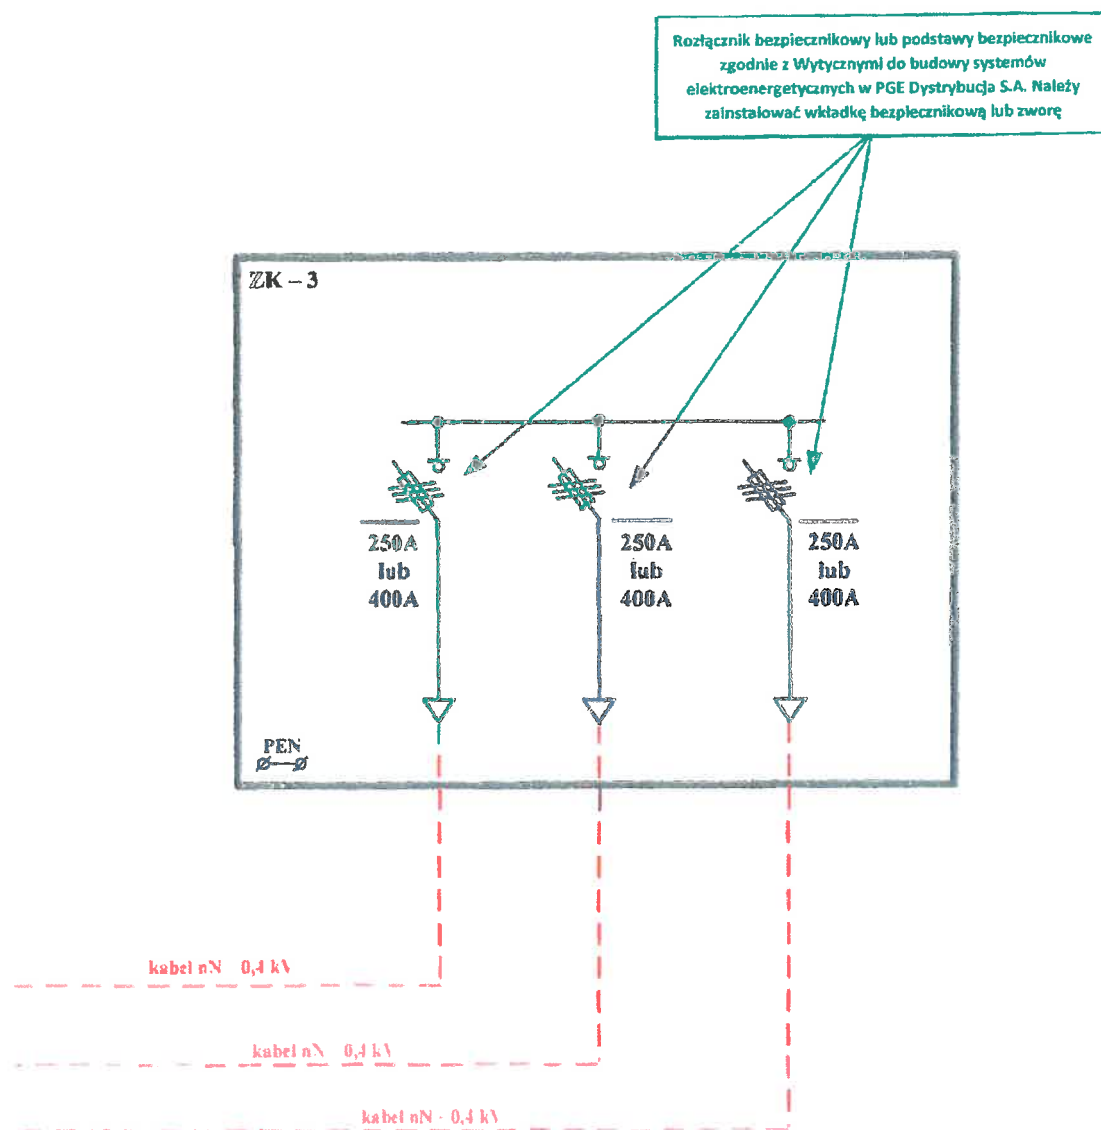 Rozłącznik bezpiecznikowy lub podstawy bezpiecznikowe
zgodnie z Wytycznymi do budowy systemów
elektroenergetycznych w PGE Dystrybucja S.A. Należy
zainstalować wkładkę bezpiecznikową lub zworę
ZK – 3
250A
lub
400A
250A
lub
400A
250A
lub
400A
PEN
kabel nN 0,4 kV
kabel nN 0,4 kV
kabel nN - 0,4 kV